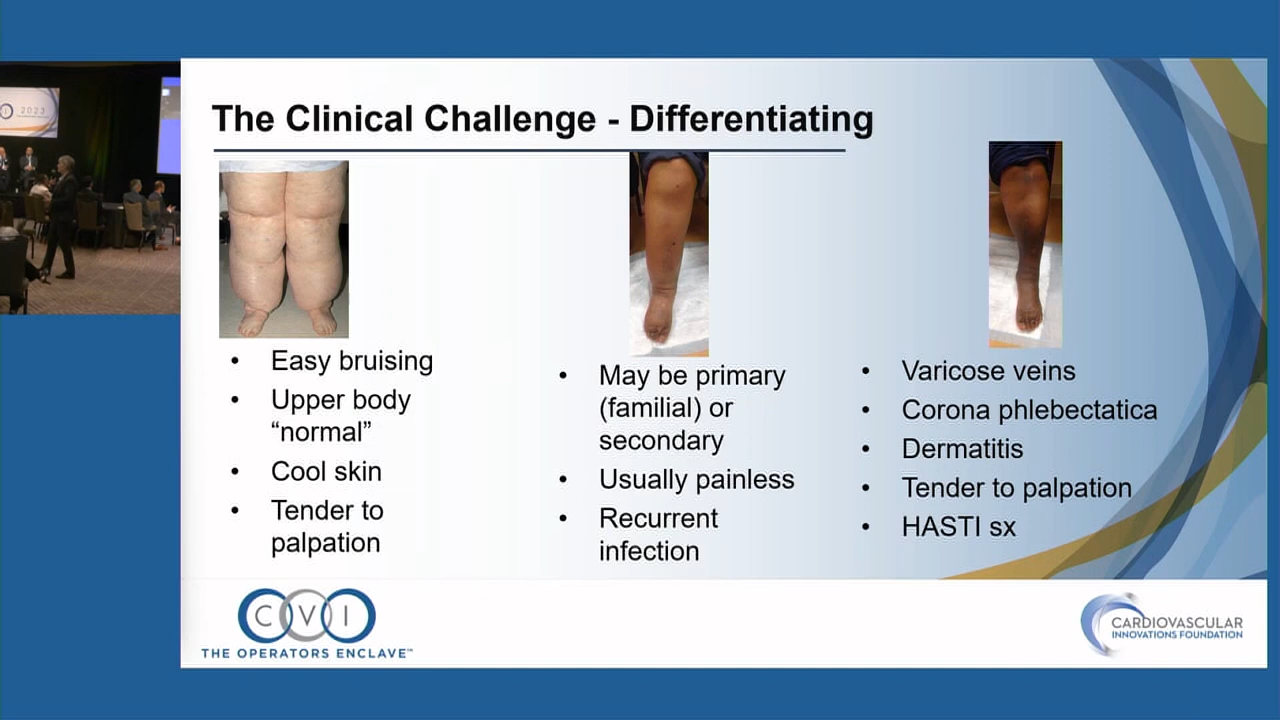 2023
The Clinical Challenge - Differentiating
• Easy bruising
• Upper body
“normal”
• Cool skin
• Tender to
palpation
• May be primary
(familial) or
secondary
• Usually painless
• Recurrent
infection
• Varicose veins
• Corona phlebectatica
• Dermatitis
• Tender to palpation
• HASTI sx
CVI
THE OPERATORS ENCLAVE™
CARDIOVASCULAR
INNOVATIONS FOUNDATION